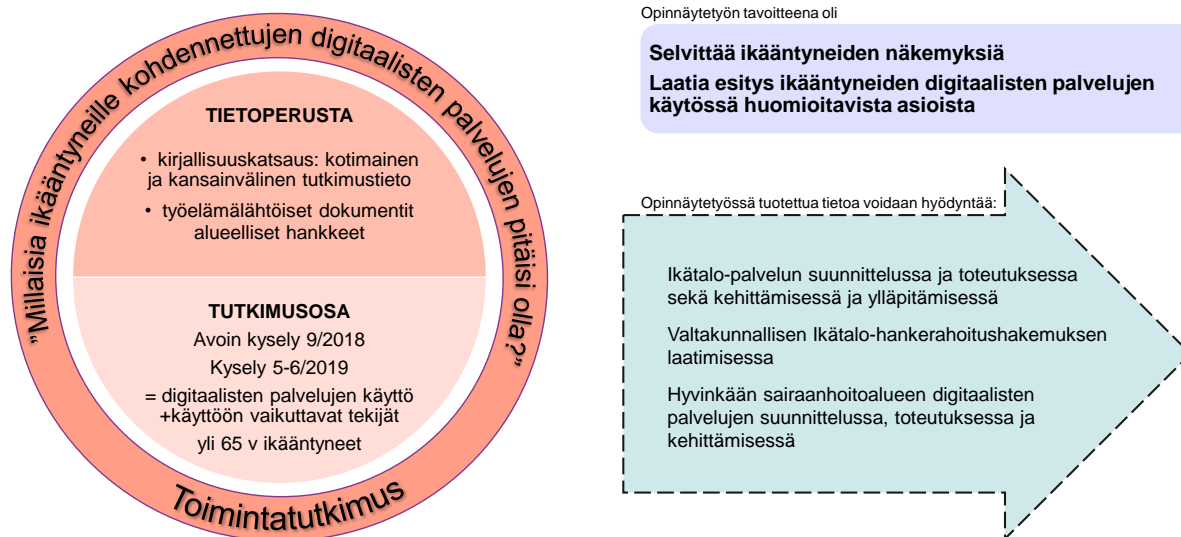 "Millaisia ikääntyneille kohdennettujen digitaalisten palvelujen pitäisi olla?"
TIETOPERUSTA
• kirjallisuuskatsaus: kotimainen
ja kansainvälinen tutkimustieto
• työelämälähtöiset dokumentit
alueelliset hankkeet
TUTKIMUSOSA
Avoin kysely 9/2018
Kysely 5-6/2019
= digitaalisten palvelujen käyttö
+käyttöön vaikuttavat tekijät
yli 65 v ikääntyneet
Toimintatutkimus
Opinnäytetyön tavoitteena oli
Selvittää ikääntyneiden näkemyksiä
Laatia esitys ikääntyneiden digitaalisten palvelujen
käytössä huomioitavista asioista
Opinnäytetyössä tuotettua tietoa voidaan hyödyntää:
Ikätalo-palvelun suunnittelussa ja toteutuksessa
sekä kehittämisessä ja ylläpitämisessä
Valtakunnallisen Ikätalo-hankerahoitushakemuksen
laatimisessa
Hyvinkään sairaanhoitoalueen digitaalisten
palvelujen suunnittelussa, toteutuksessa ja
kehittämisessä